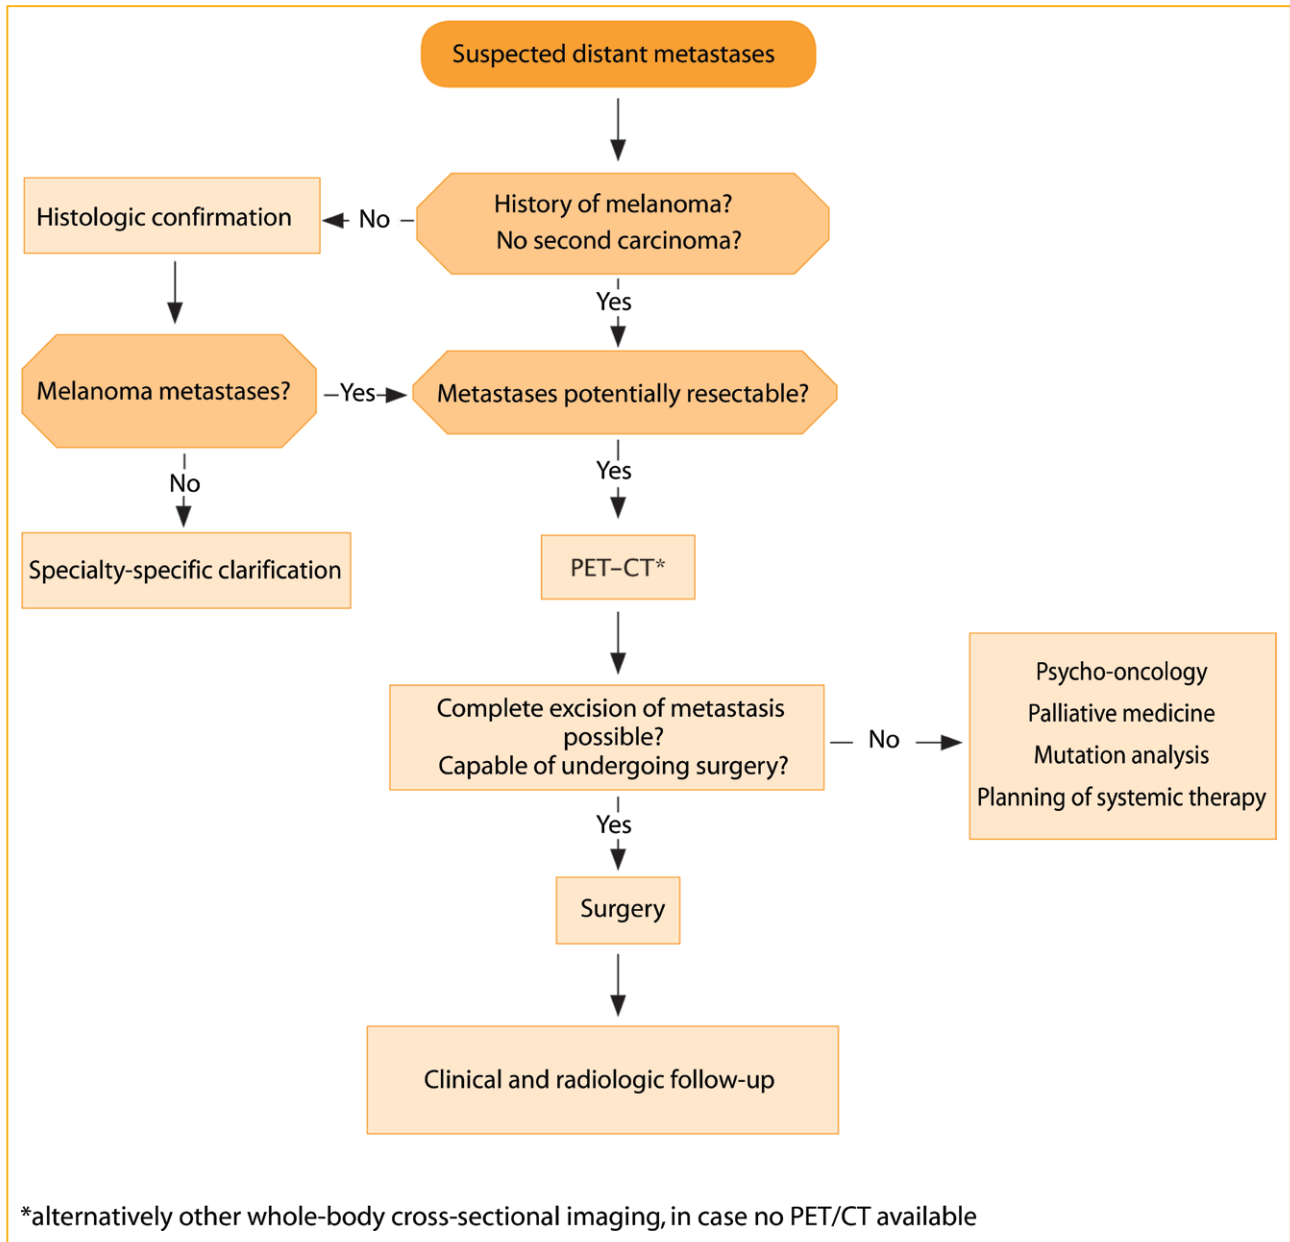 Suspected distant metastases
History of melanoma?
No second carcinoma?
No
Histologic confirmation
Yes
Melanoma metastases?
Yes
Metastases potentially resectable?
No
Yes
Specialty-specific clarification
PET–CT*
Complete excision of metastasis
possible?
Capable of undergoing surgery?
No
Psycho-oncology
Palliative medicine
Mutation analysis
Planning of systemic therapy
Yes
Surgery
Clinical and radiologic follow-up
*alternatively other whole-body cross-sectional imaging, in case no PET/CT available